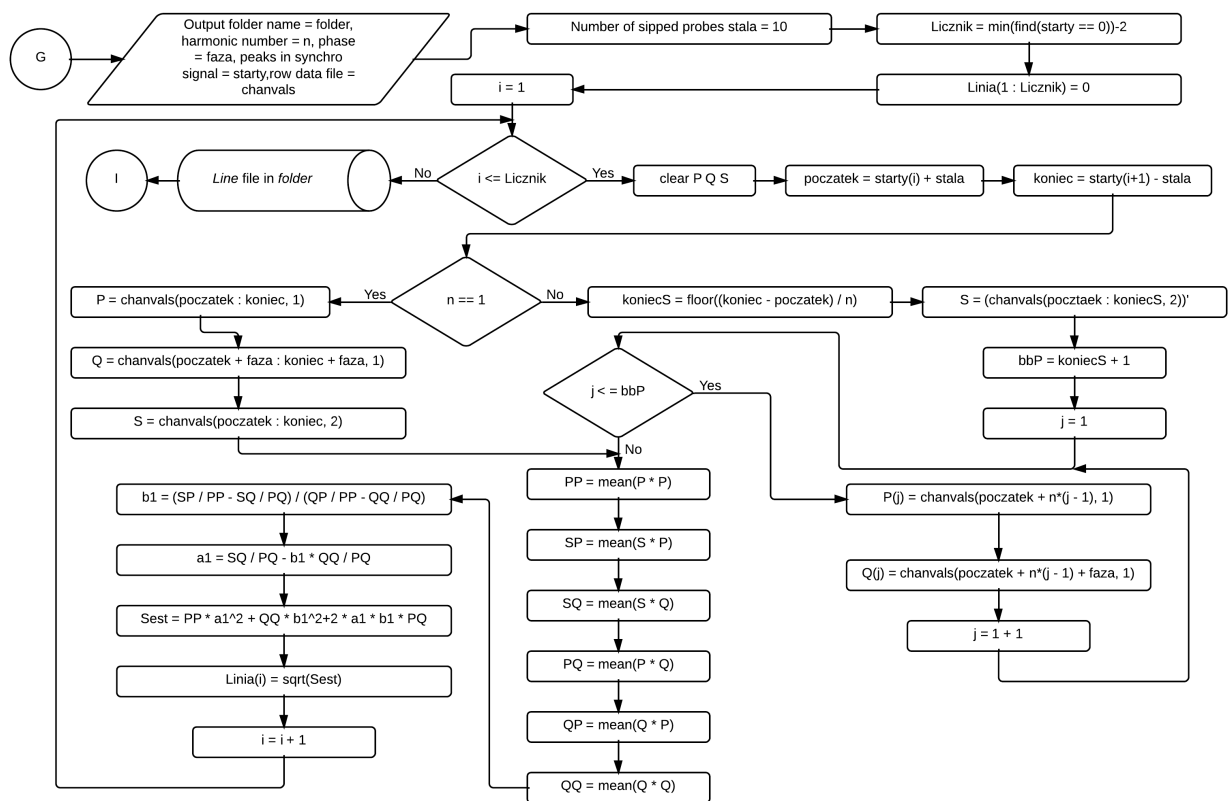 G
Output folder name = folder,
harmonic number = n, phase
= faza, peaks in synchro
signal = starty,row data file =
chanvals
Number of sipped probes stala = 10
Licznik = min(find(starty == 0))-2
Linia(1 : Licznik) = 0
i = 1
I
Line file in folder
No
i <= Licznik
Yes
clear P Q S
poczatek = starty(i) + stala
koniec = starty(i+1) - stala
P = chanvals(poczatek : koniec, 1)
Yes
n == 1
No
koniecS = floor((koniec - poczatek) / n)
S = (chanvals(pocztaek : koniecS, 2))'
Q = chanvals(poczatek + faza : koniec + faza, 1)
bbP = koniecS + 1
j < = bbP
Yes
S = chanvals(poczatek : koniec, 2)
j = 1
No
PP = mean(P * P)
b1 = (SP / PP - SQ / PQ) / (QP / PP - QQ / PQ)
P(j) = chanvals(poczatek + n*(j - 1), 1)
SP = mean(S * P)
a1 = SQ / PQ - b1 * QQ / PQ
Q(j) = chanvals(poczatek + n*(j - 1) + faza, 1)
SQ = mean(S * Q)
Sest = PP * a1^2 + QQ * b1^2+2 * a1 * b1 * PQ
j = 1 + 1
PQ = mean(P * Q)
Linia(i) = sqrt(Sest)
QP = mean(Q * P)
i = i + 1
QQ = mean(Q * Q)